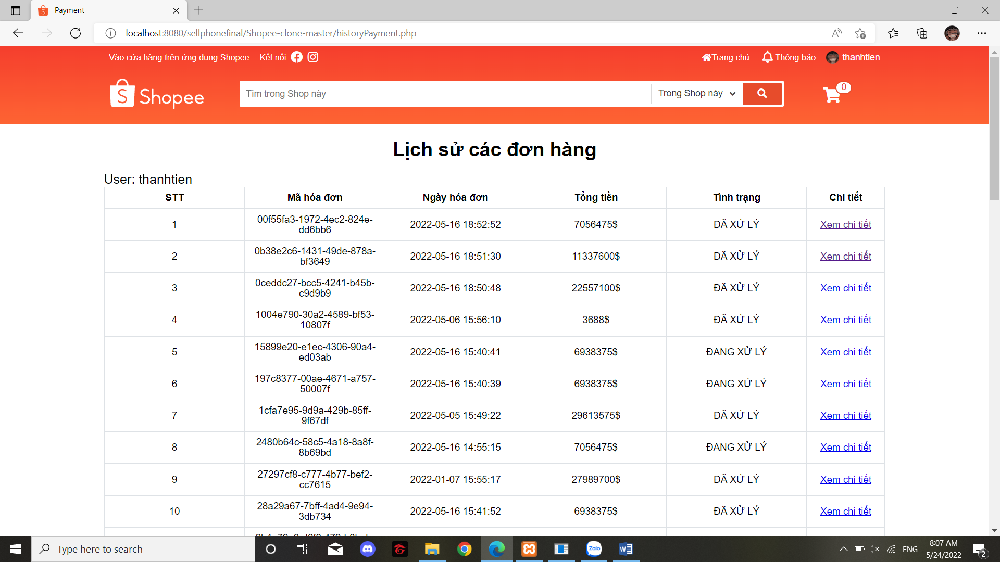 Payment
localhost:8080/sellphonefinal/Shopee-clone-master/historyPayment.php
Vào cửa hàng trên ứng dụng Shopee Kết nối Trang chủ Thông báo thanhtien
Shopee Tìm trong Shop này Trong Shop này 0
Lịch sử các đơn hàng
User: thanhtien
STT Mã hóa đơn Ngày hóa đơn Tổng tiền Tình trạng Chi tiết
1 00f55fa3-1972-4ec2-824e-dd6bb6 2022-05-16 18:52:52 7056475$ ĐÃ XỬ LÝ Xem chi tiết
2 0b38e2c6-1431-49de-878a-bf3649 2022-05-16 18:51:30 11337600$ ĐÃ XỬ LÝ Xem chi tiết
3 0ceddc27-bcc5-4241-b45b-c9d9b9 2022-05-16 18:50:48 22557100$ ĐÃ XỬ LÝ Xem chi tiết
4 1004e790-30a2-4589-bf53-10807f 2022-05-06 15:56:10 3688$ ĐÃ XỬ LÝ Xem chi tiết
5 15899e20-e1ec-4306-90a4-ed03ab 2022-05-16 15:40:41 6938375$ ĐANG XỬ LÝ Xem chi tiết
6 197c8377-00ae-4671-a757-50007f 2022-05-16 15:40:39 6938375$ ĐANG XỬ LÝ Xem chi tiết
7 1cfa7e95-9d9a-429b-85ff-9f67df 2022-05-05 15:49:22 29613575$ ĐÃ XỬ LÝ Xem chi tiết
8 2480b64c-58c5-4a18-8a8f-8b69bd 2022-05-16 14:55:15 7056475$ ĐANG XỬ LÝ Xem chi tiết
9 27297cf8-c777-4b77-bef2-cc7615 2022-01-07 15:55:17 27989700$ ĐÃ XỬ LÝ Xem chi tiết
10 28a29a67-7bff-4ad4-9e94-3db734 2022-05-16 15:41:52 6938375$ ĐÃ XỬ LÝ Xem chi tiết
Type here to search Zalo ENG 8:07 AM
5/24/2022 2